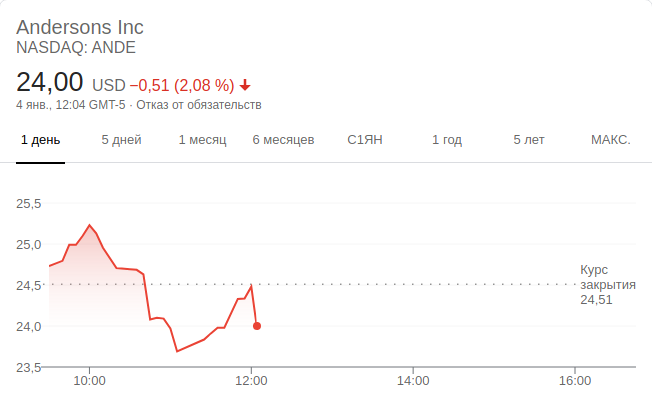 Andersons Inc
NASDAQ: ANDE
24,00 USD −0,51 (2,08 %)
4 янв., 12:04 GMT-5 · Отказ от обязательств
1 день 5 дней 1 месяц 6 месяцев С1ЯН 1 год 5 лет МАКС.
25,5
25,0
24,5
24,0
23,5
Курс
закрытия
24,51
10:00 12:00 14:00 16:00